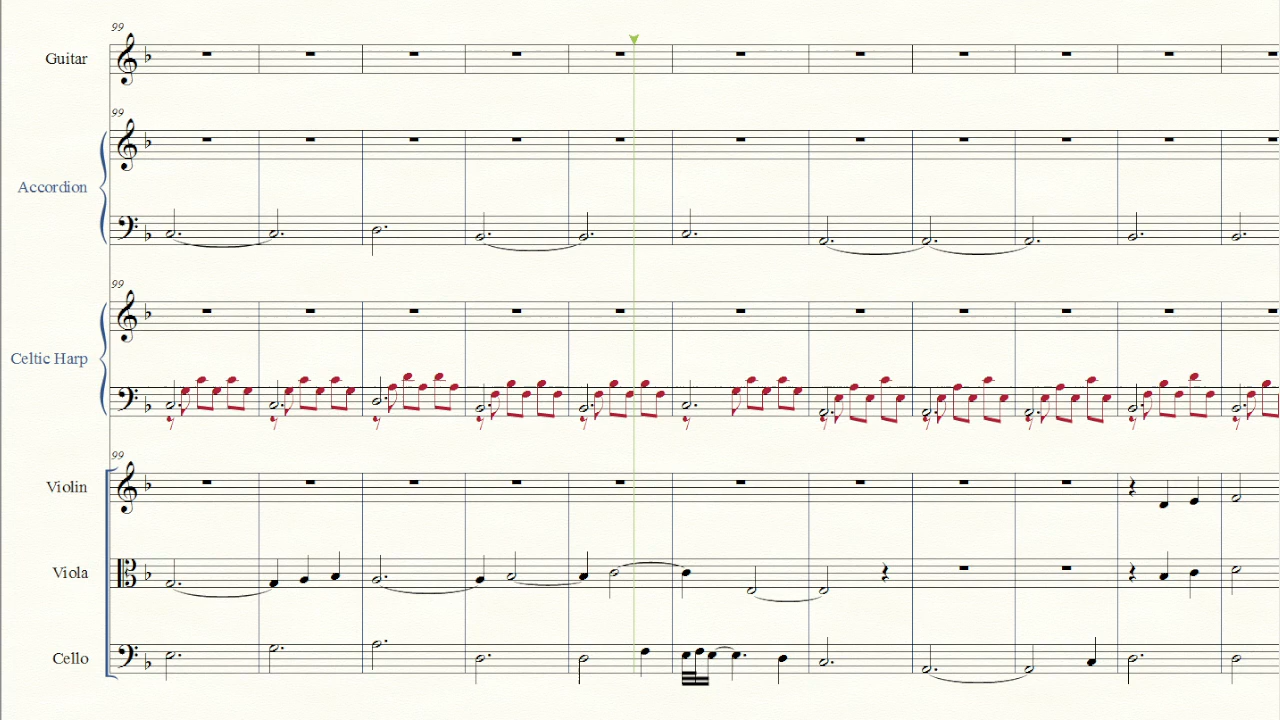 99
Guitar
99
Accordion
99
Celtic Harp
99
Violin
Viola
Cello